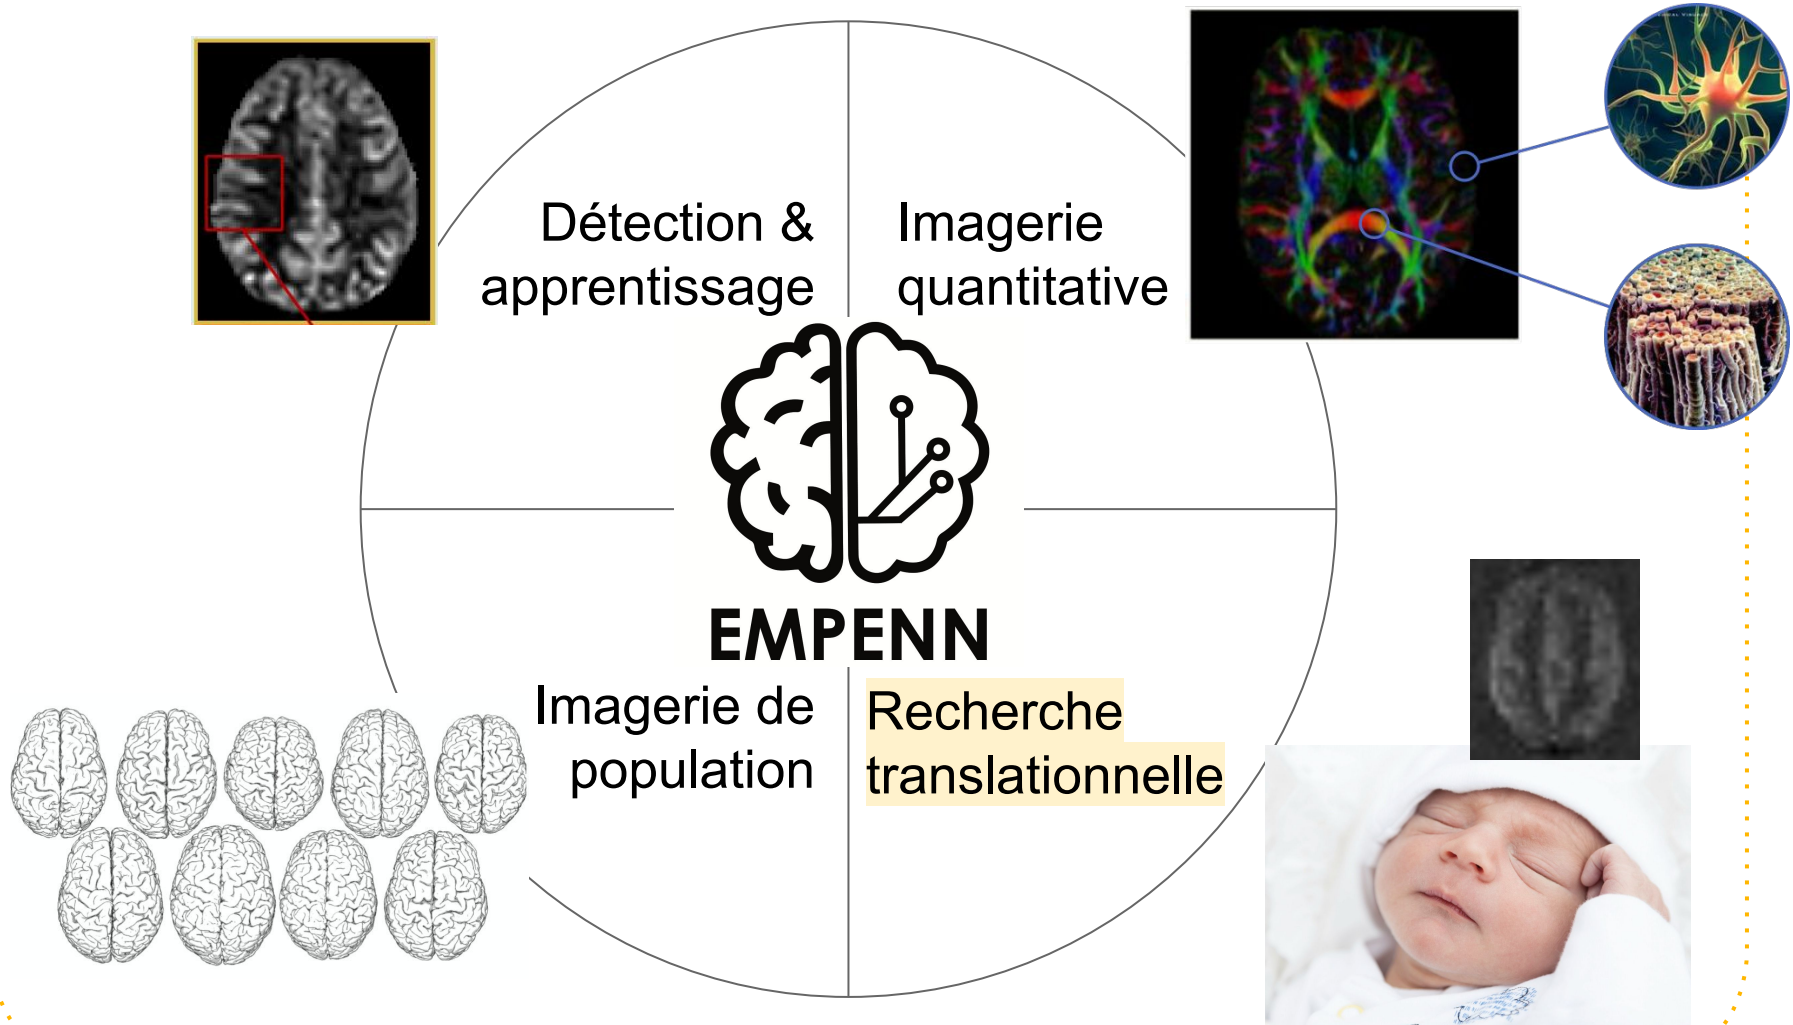 Détection &
apprentissage
Imagerie
quantitative
EMPENN
Imagerie de
population
Recherche
translationnelle